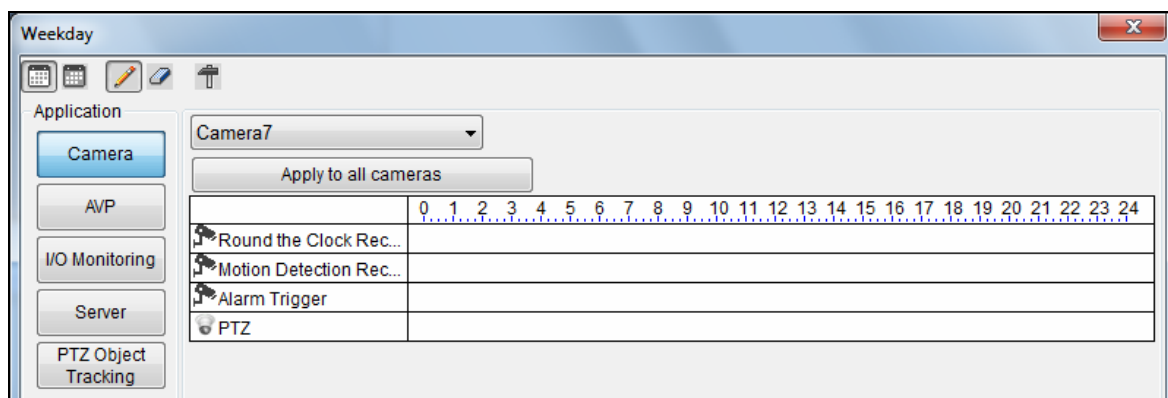 Weekday
Application
Camera
AVP
I/O Monitoring
Server
PTZ Object
Tracking
Camera7
Apply to all cameras
0 1 2 3 4 5 6 7 8 9 10 11 12 13 14 15 16 17 18 19 20 21 22 23 24
Round the Clock Rec...
Motion Detection Rec...
Alarm Trigger
PTZ